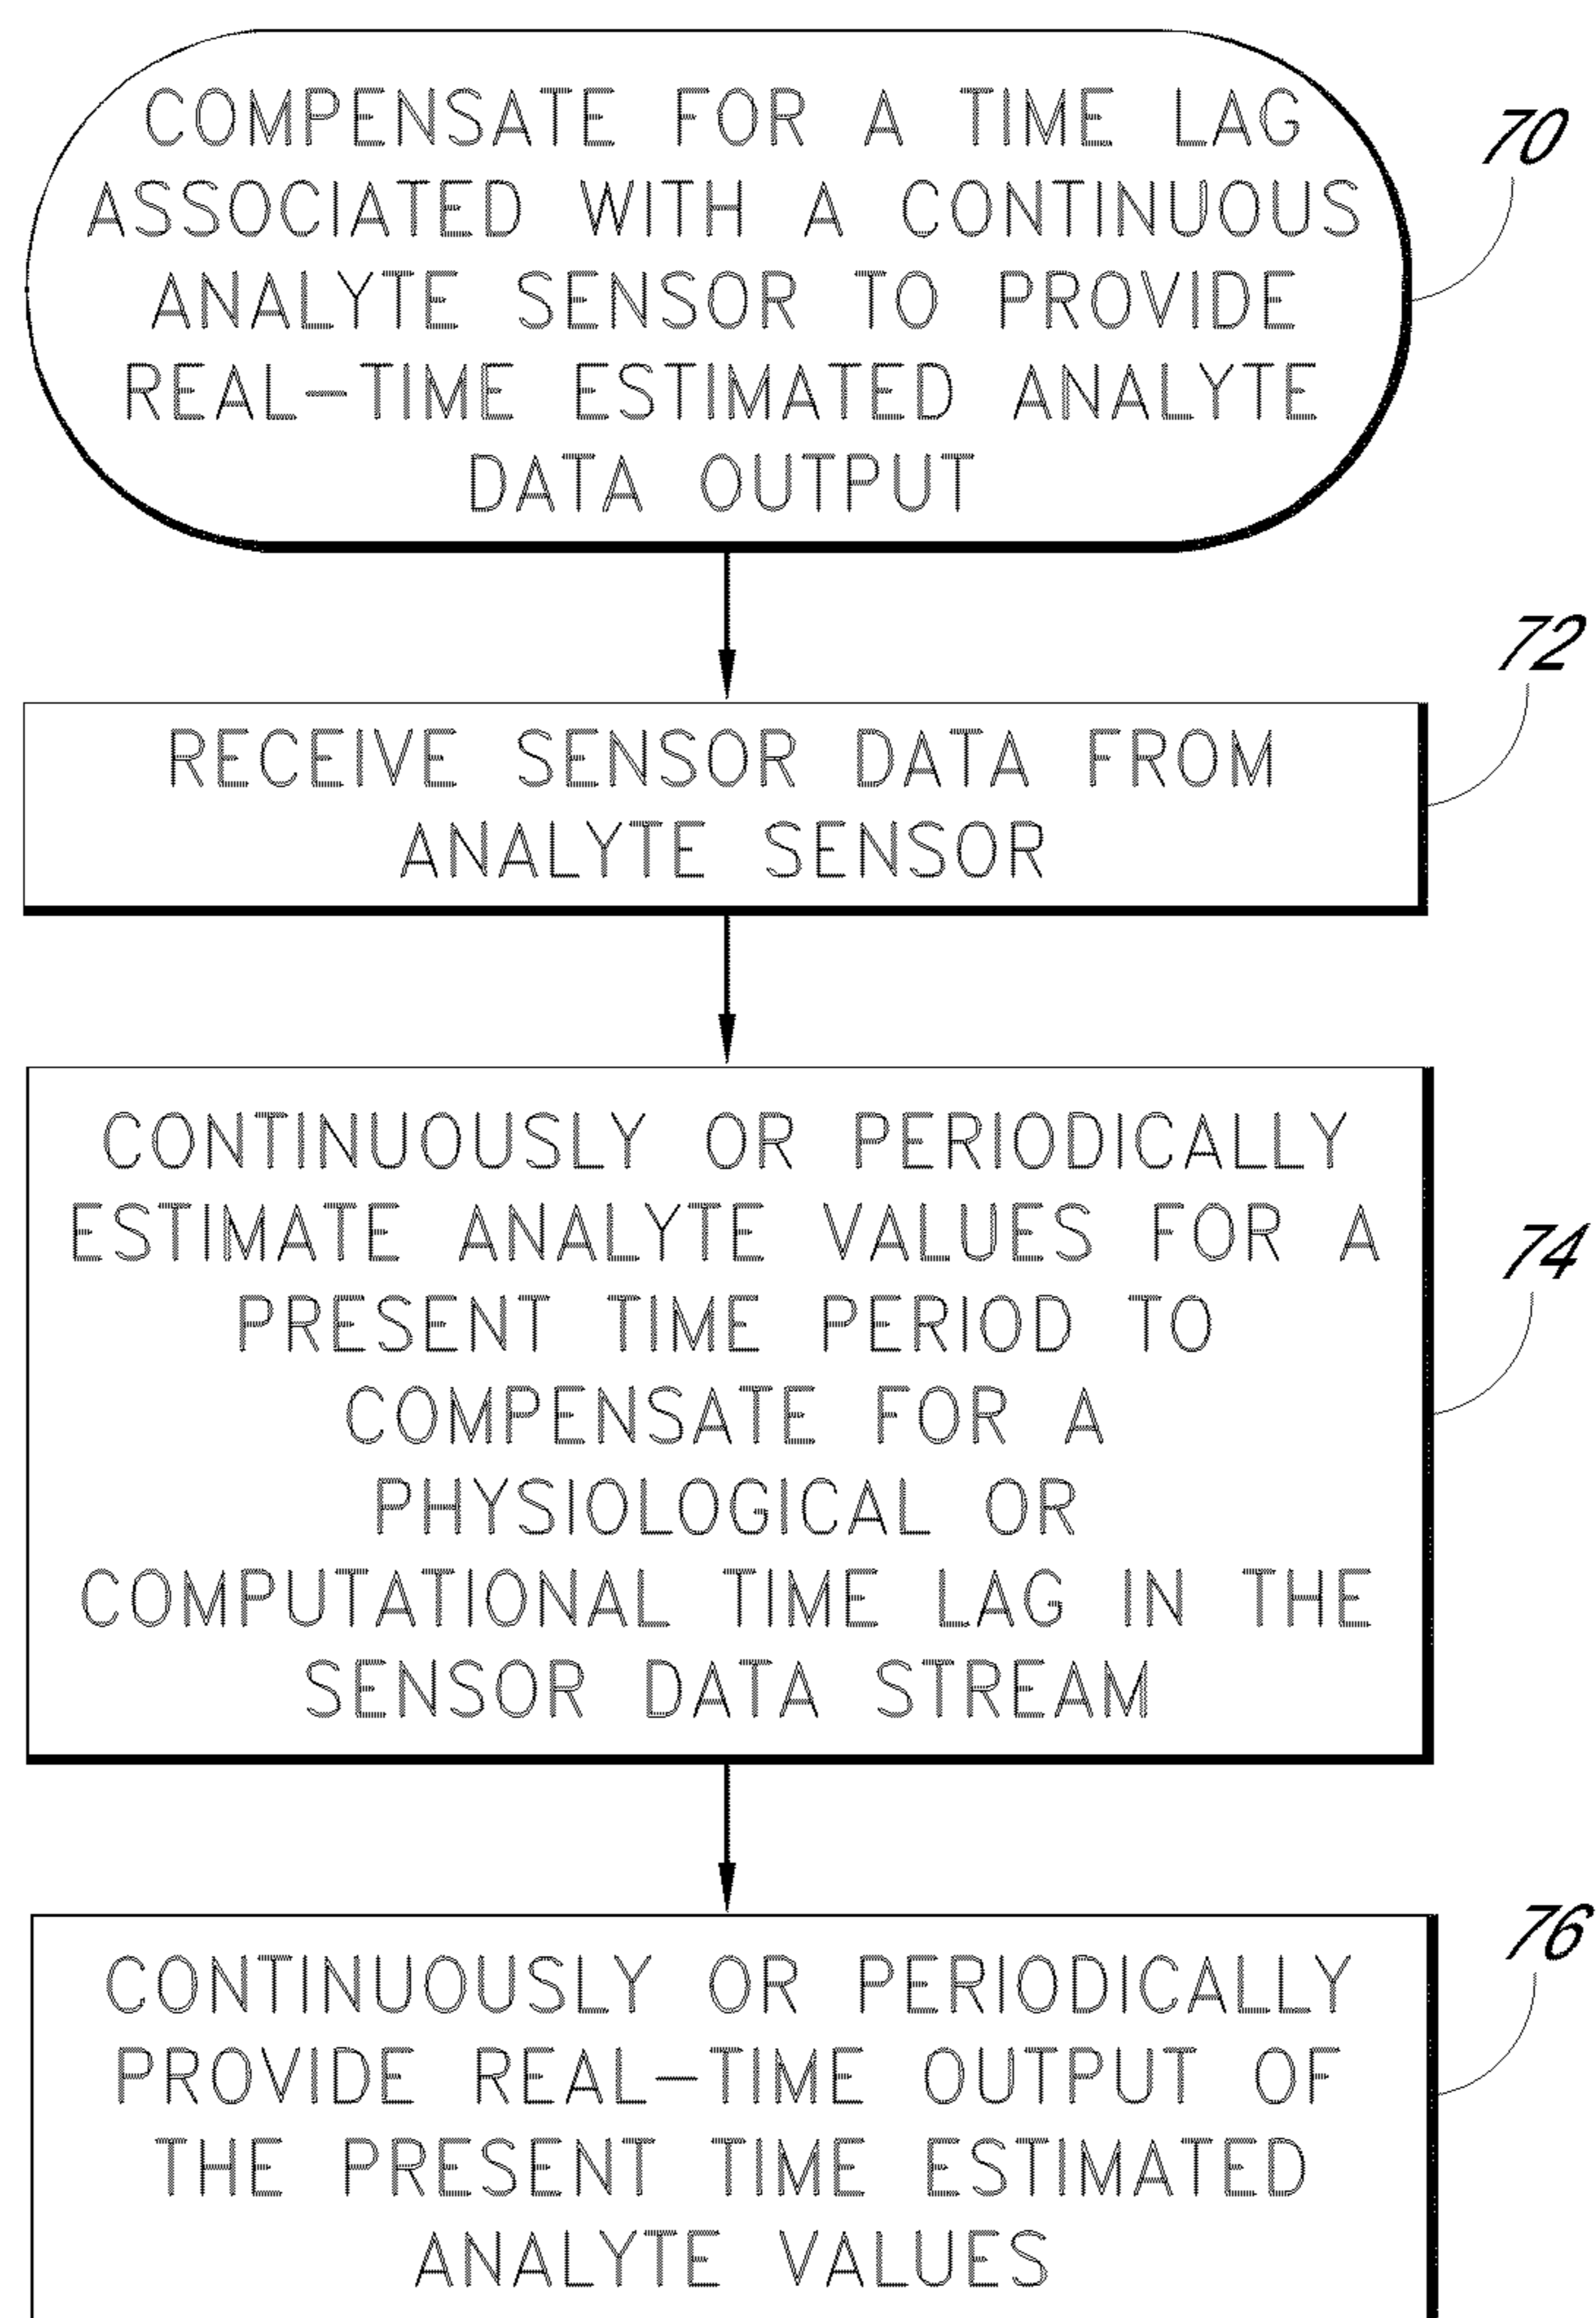 COMPENSATE FOR A TIME LAG
ASSOCIATED WITH A CONTINUOUS
ANALYTE SENSOR TO PROVIDE
REAL-TIME ESTIMATED ANALYTE
DATA OUTPUT
70
72
RECEIVE SENSOR DATA FROM
ANALYTE SENSOR
CONTINUOUSLY OR PERIODICALLY
ESTIMATE ANALYTE VALUES FOR A
PRESENT TIME PERIOD TO
COMPENSATE FOR A
PHYSIOLOGICAL OR
COMPUTATIONAL TIME LAG IN THE
SENSOR DATA STREAM
74
76
CONTINUOUSLY OR PERIODICALLY
PROVIDE REAL-TIME OUTPUT OF
THE PRESENT TIME ESTIMATED
ANALYTE VALUES